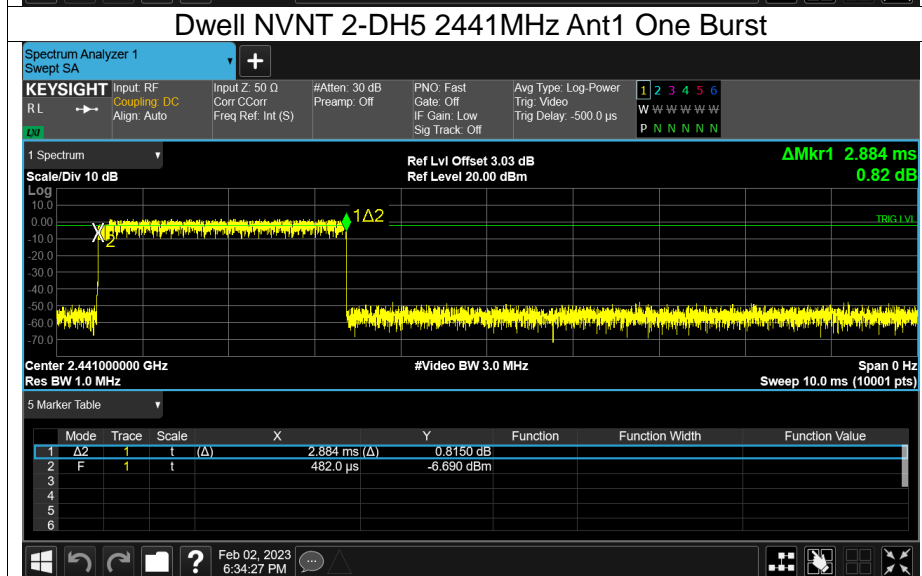 Dwell NVNT 2-DH5 2441MHz Ant1 One Burst
Spectrum Analyzer 1
Swept SA
+
KEYSIGHT Input: RF Input Z: 50 Ω #Atten: 30 dB PNO: Fast Avg Type: Log-Power 1 2 3 4 5 6
R L Coupling: DC Corr CCorr Preamp: Off Gate: Off Trig: Video W W W W W W
Align: Auto Freq Ref: Int (S) IF Gain: Low Trig Delay: -500.0 µs
LXI Sig Track: Off P N N N N N
1 Spectrum Ref Lvl Offset 3.03 dB ΔMkr1 2.884 ms
Scale/Div 10 dB Ref Level 20.00 dBm 0.82 dB
Log
10.0
0.00 1Δ2 TRIG LVL
-10.0 X2
-20.0
-30.0
-40.0
-50.0
-60.0
-70.0
Center 2.441000000 GHz #Video BW 3.0 MHz Span 0 Hz
Res BW 1.0 MHz Sweep 10.0 ms (10001 pts)
5 Marker Table
Mode Trace Scale X Y Function Function Width Function Value
1 Δ2 1 t (Δ) 2.884 ms (Δ) 0.8150 dB
2 F 1 t 482.0 µs -6.690 dBm
3
4
5
6
? Feb 02, 2023
6:34:27 PM